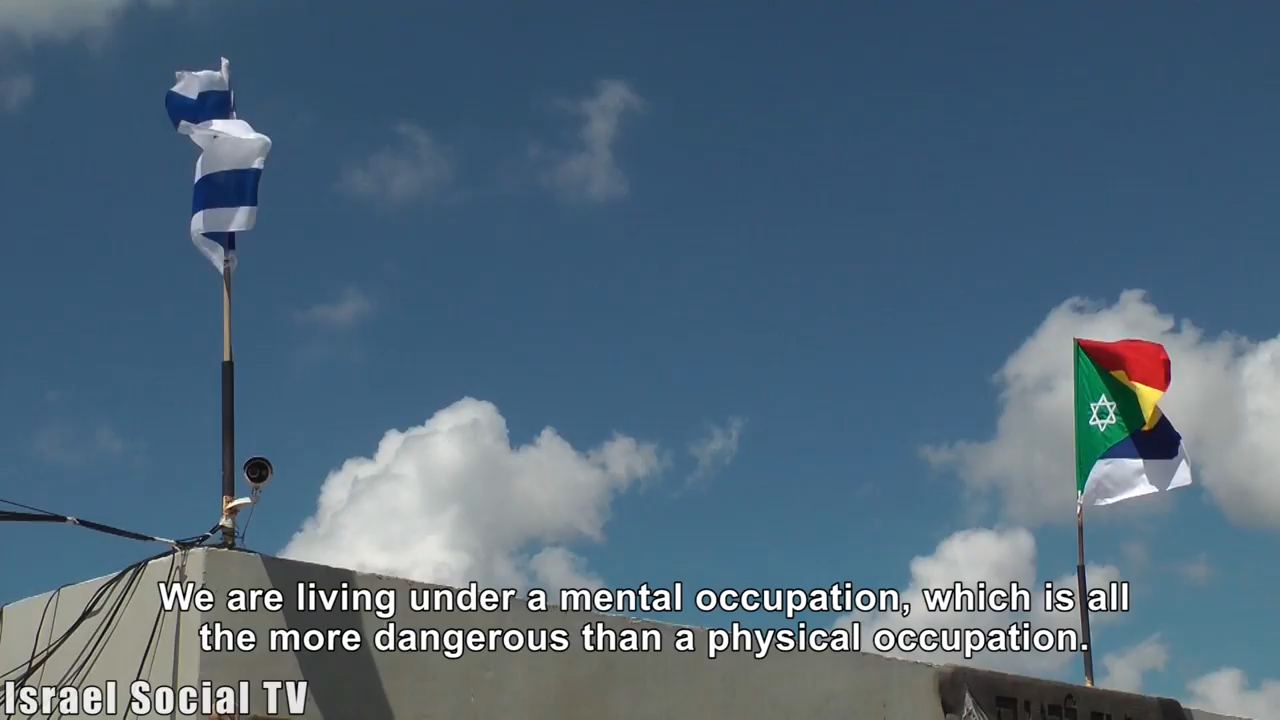 We are living under a mental occupation, which is all
the more dangerous than a physical occupation.
Israel Social TV